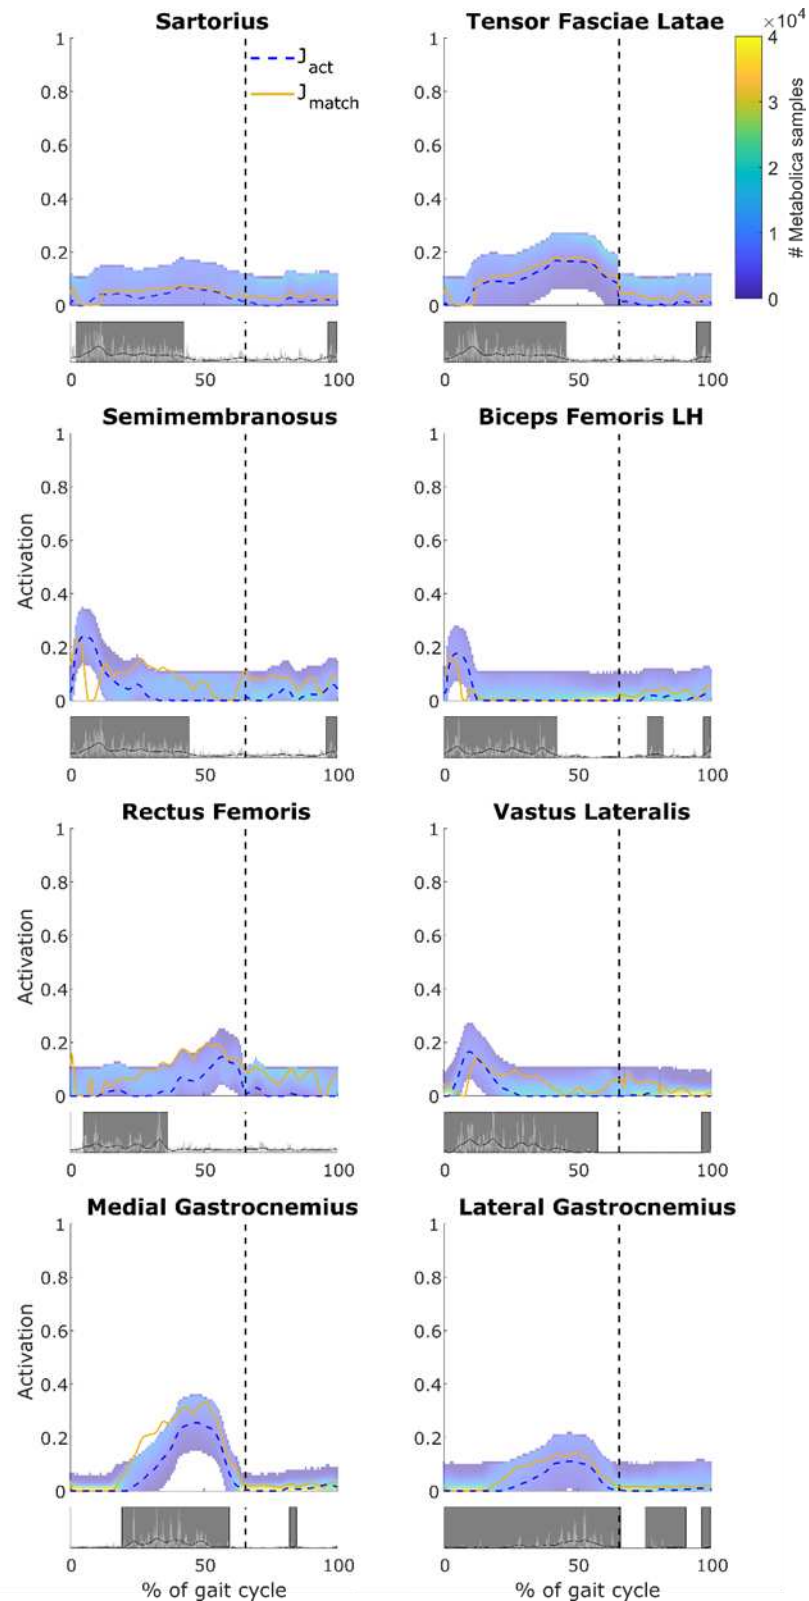 Sartorius
Tensor Fasciae Latae
×10⁴
1
0.8
0.6
0.4
0.2
0
J act
J match
0 50 100
1
0.8
0.6
0.4
0.2
0
0 50 100
4
3
2
1
0
# Metabolica samples
Semimembranosus
Biceps Femoris LH
Activation
1
0.8
0.6
0.4
0.2
0
0 50 100
1
0.8
0.6
0.4
0.2
0
0 50 100
Rectus Femoris
Vastus Lateralis
Activation
1
0.8
0.6
0.4
0.2
0
0 50 100
1
0.8
0.6
0.4
0.2
0
0 50 100
Medial Gastrocnemius
Lateral Gastrocnemius
Activation
1
0.8
0.6
0.4
0.2
0
0 50 100
% of gait cycle
1
0.8
0.6
0.4
0.2
0
0 50 100
% of gait cycle